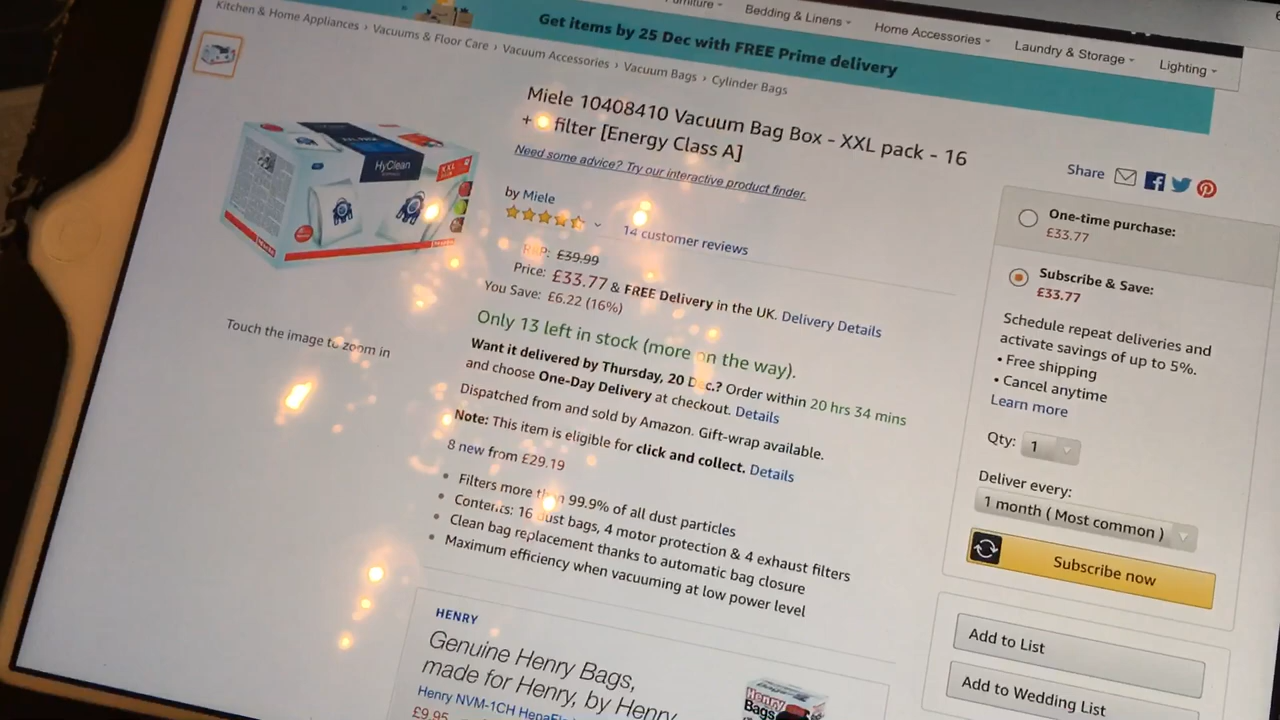 Furniture
Bedding & Linens
Home Accessories
Laundry & Storage
Lighting
Get items by 25 Dec with FREE Prime delivery
Kitchen & Home Appliances › Vacuums & Floor Care › Vacuum Accessories › Vacuum Bags › Cylinder Bags
Miele 10408410 Vacuum Bag Box - XXL pack - 16
+ filter [Energy Class A]
Need some advice? Try our interactive product finder.
by Miele
14 customer reviews
RRP: £39.99
Price: £33.77 & FREE Delivery in the UK. Delivery Details
You Save: £6.22 (16%)
Only 13 left in stock (more on the way).
Want it delivered by Thursday, 20 Dec.? Order within 20 hrs 34 mins
and choose One-Day Delivery at checkout. Details
Dispatched from and sold by Amazon. Gift-wrap available.
Note: This item is eligible for click and collect. Details
8 new from £29.19
• Filters more than 99.9% of all dust particles
• Contents: 16 dust bags, 4 motor protection & 4 exhaust filters
• Clean bag replacement thanks to automatic bag closure
• Maximum efficiency when vacuuming at low power level
HyClean
XXL
Miele
Touch the image to zoom in
Share
One-time purchase:
£33.77
Subscribe & Save:
£33.77
Schedule repeat deliveries and
activate savings of up to 5%.
• Free shipping
• Cancel anytime
Learn more
Qty: 1
Deliver every:
1 month ( Most common )
Subscribe now
Add to List
Add to Wedding List
HENRY
Genuine Henry Bags,
made for Henry, by Henry
Henry NVM-1CH
£9.95
Henry
Bags